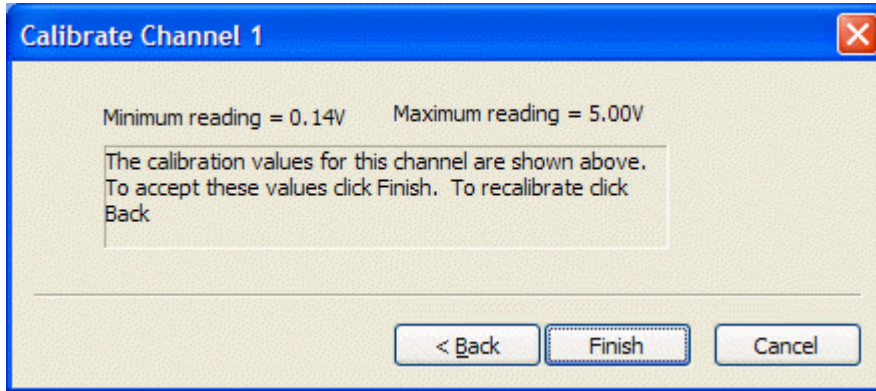 Calibrate Channel 1
Minimum reading = 0.14V Maximum reading = 5.00V
The calibration values for this channel are shown above.
To accept these values click Finish. To recalibrate click
Back
< Back Finish Cancel